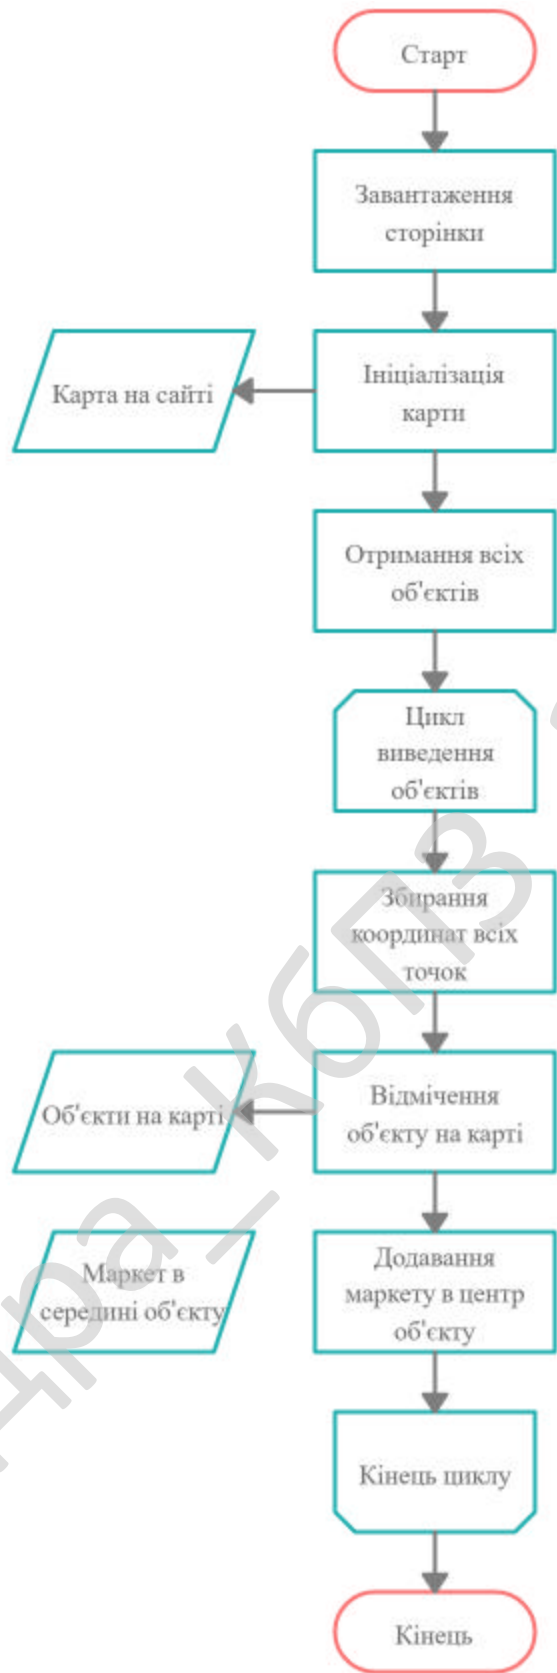 Старт
Завантаження
сторінки
Карта на сайті
Ініціалізація
карти
Отримання всіх
об'єктів
Цикл
виведення
об'єктів
Збирання
координат всіх
точок
Об'єкти на карті
Відмічення
об'єкту на карті
Маркет в
середині об'єкту
Додавання
маркету в центр
об'єкту
Кінець циклу
Кінець
дра_КбПЗ